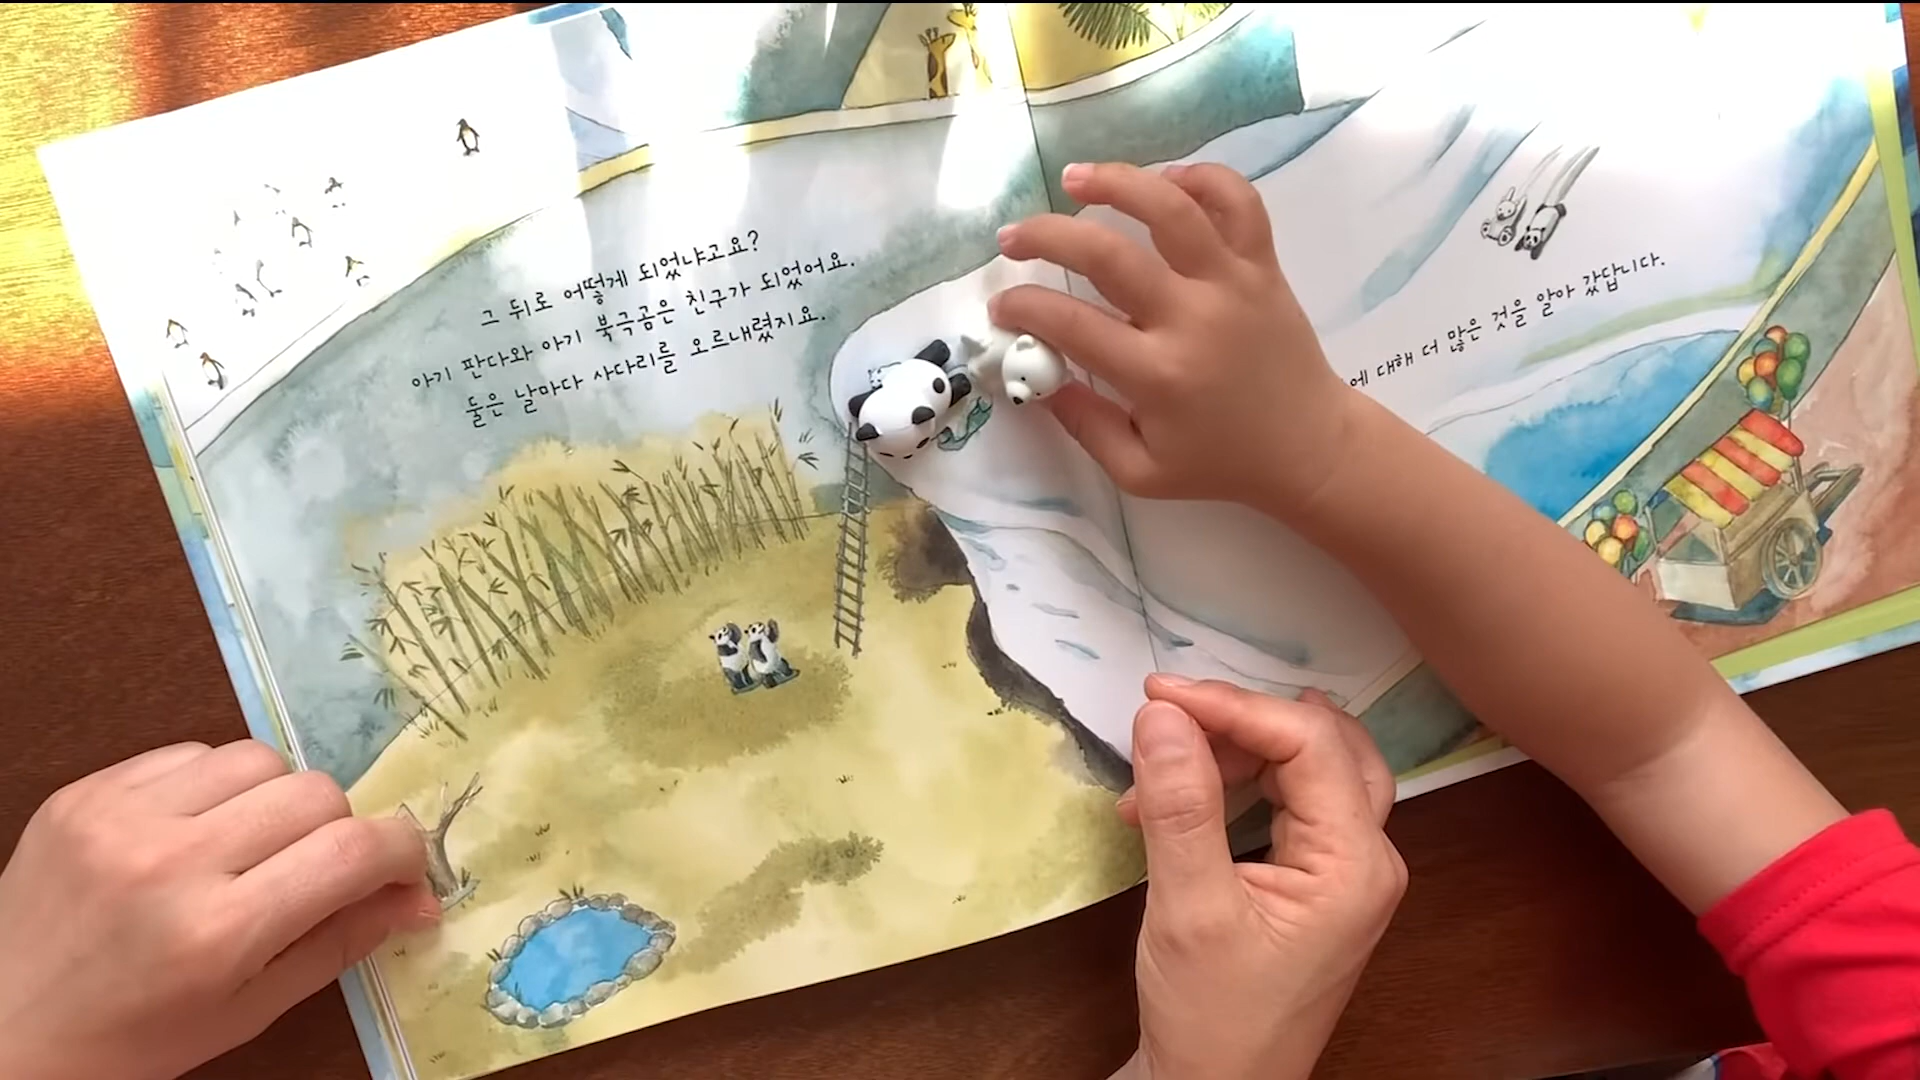 그 뒤로 어떻게 되었냐고요?
아기 판다와 아기 북극곰은 친구가 되었어요.
둘은 날마다 사다리를 오르내렸지요.
대해 더 많은 것을 알아 갔답니다.